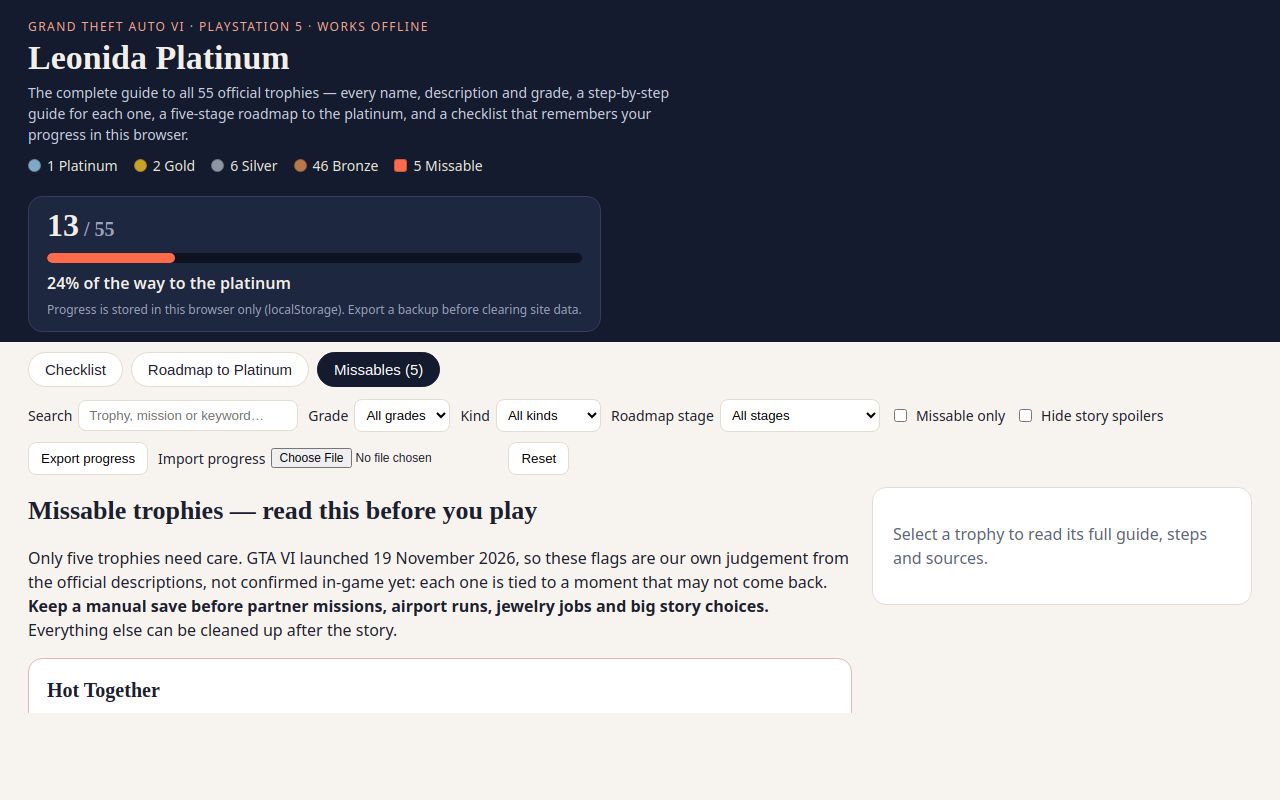 GRAND THEFT AUTO VI · PLAYSTATION 5 · WORKS OFFLINE
Leonida Platinum
The complete guide to all 55 official trophies — every name, description and grade, a step-by-step
guide for each one, a five-stage roadmap to the platinum, and a checklist that remembers your
progress in this browser.
1 Platinum 2 Gold 6 Silver 46 Bronze 5 Missable
13 / 55
24% of the way to the platinum
Progress is stored in this browser only (localStorage). Export a backup before clearing site data.
Checklist Roadmap to Platinum Missables (5)
Search Trophy, mission or keyword… Grade All grades Kind All kinds Roadmap stage All stages Missable only Hide story spoilers
Export progress Import progress Choose File No file chosen Reset
Missable trophies — read this before you play
Only five trophies need care. GTA VI launched 19 November 2026, so these flags are our own judgement from
the official descriptions, not confirmed in-game yet: each one is tied to a moment that may not come back.
Keep a manual save before partner missions, airport runs, jewelry jobs and big story choices.
Everything else can be cleaned up after the story.
Select a trophy to read its full guide, steps
and sources.
Hot Together